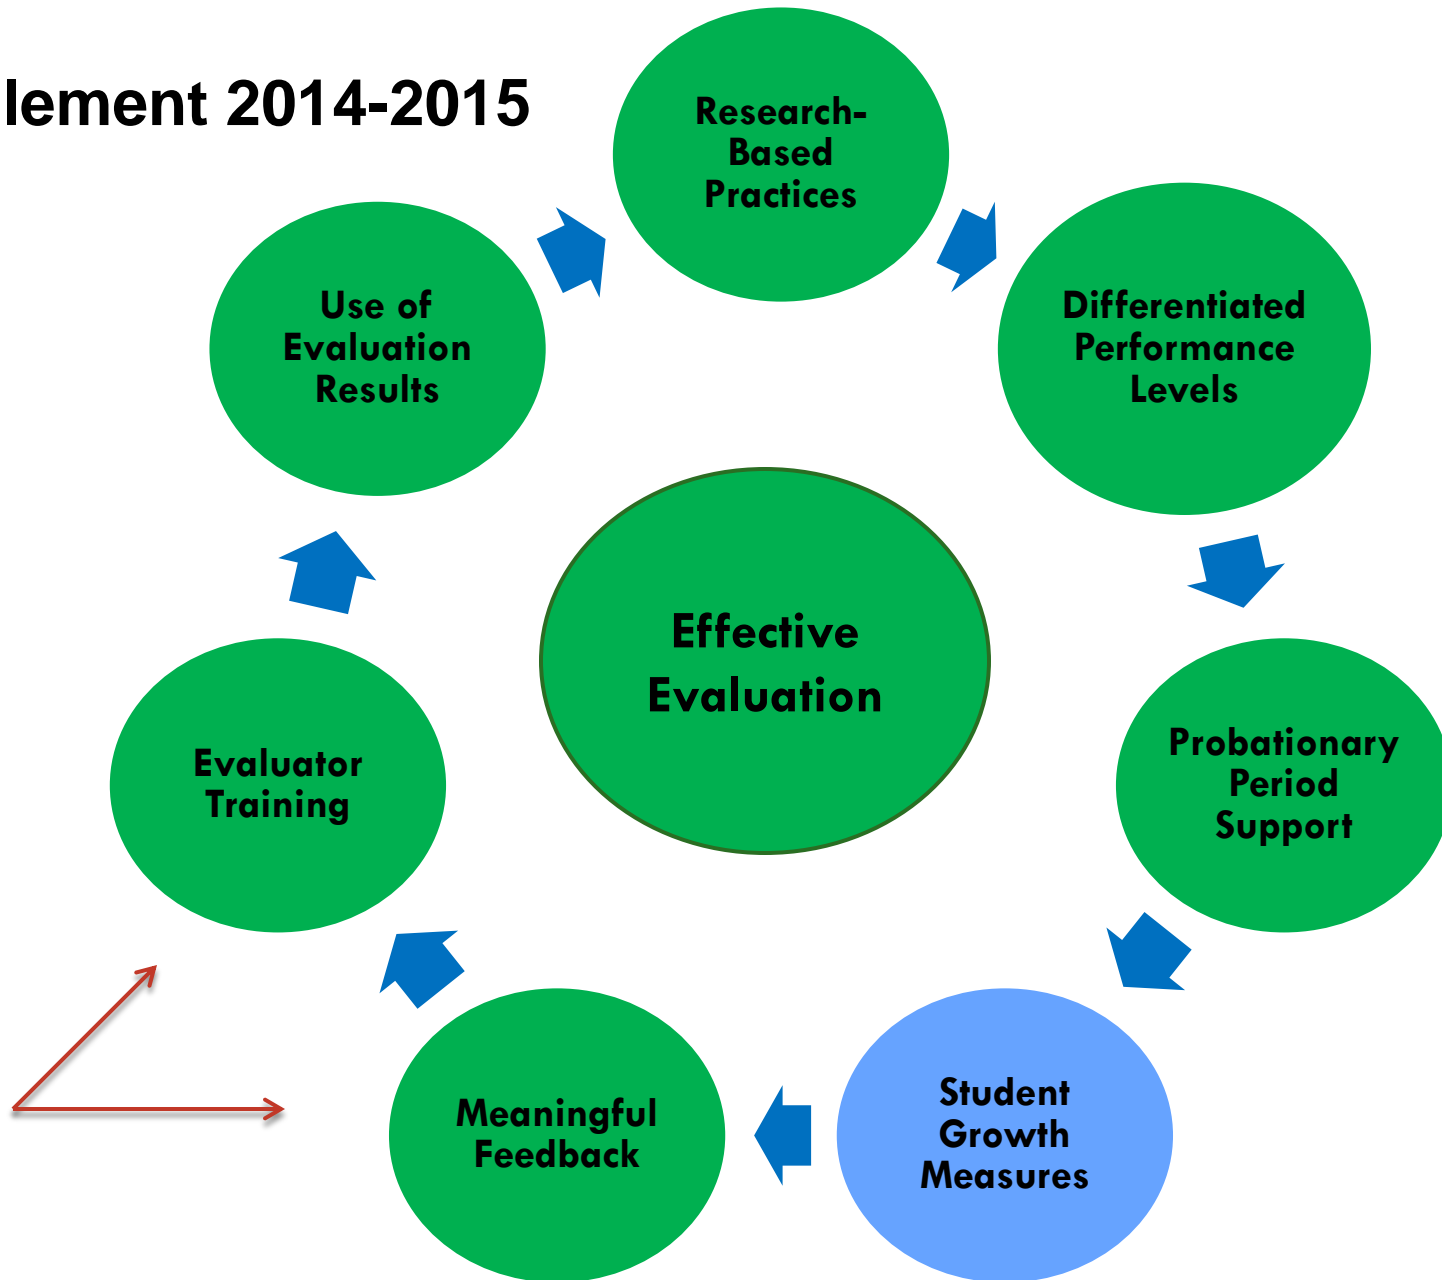 lement 2014-2015
Research-
Based
Practices
Differentiated
Performance
Levels
Probationary
Period
Support
Student
Growth
Measures
Meaningful
Feedback
Evaluator
Training
Use of
Evaluation
Results
Effective
Evaluation